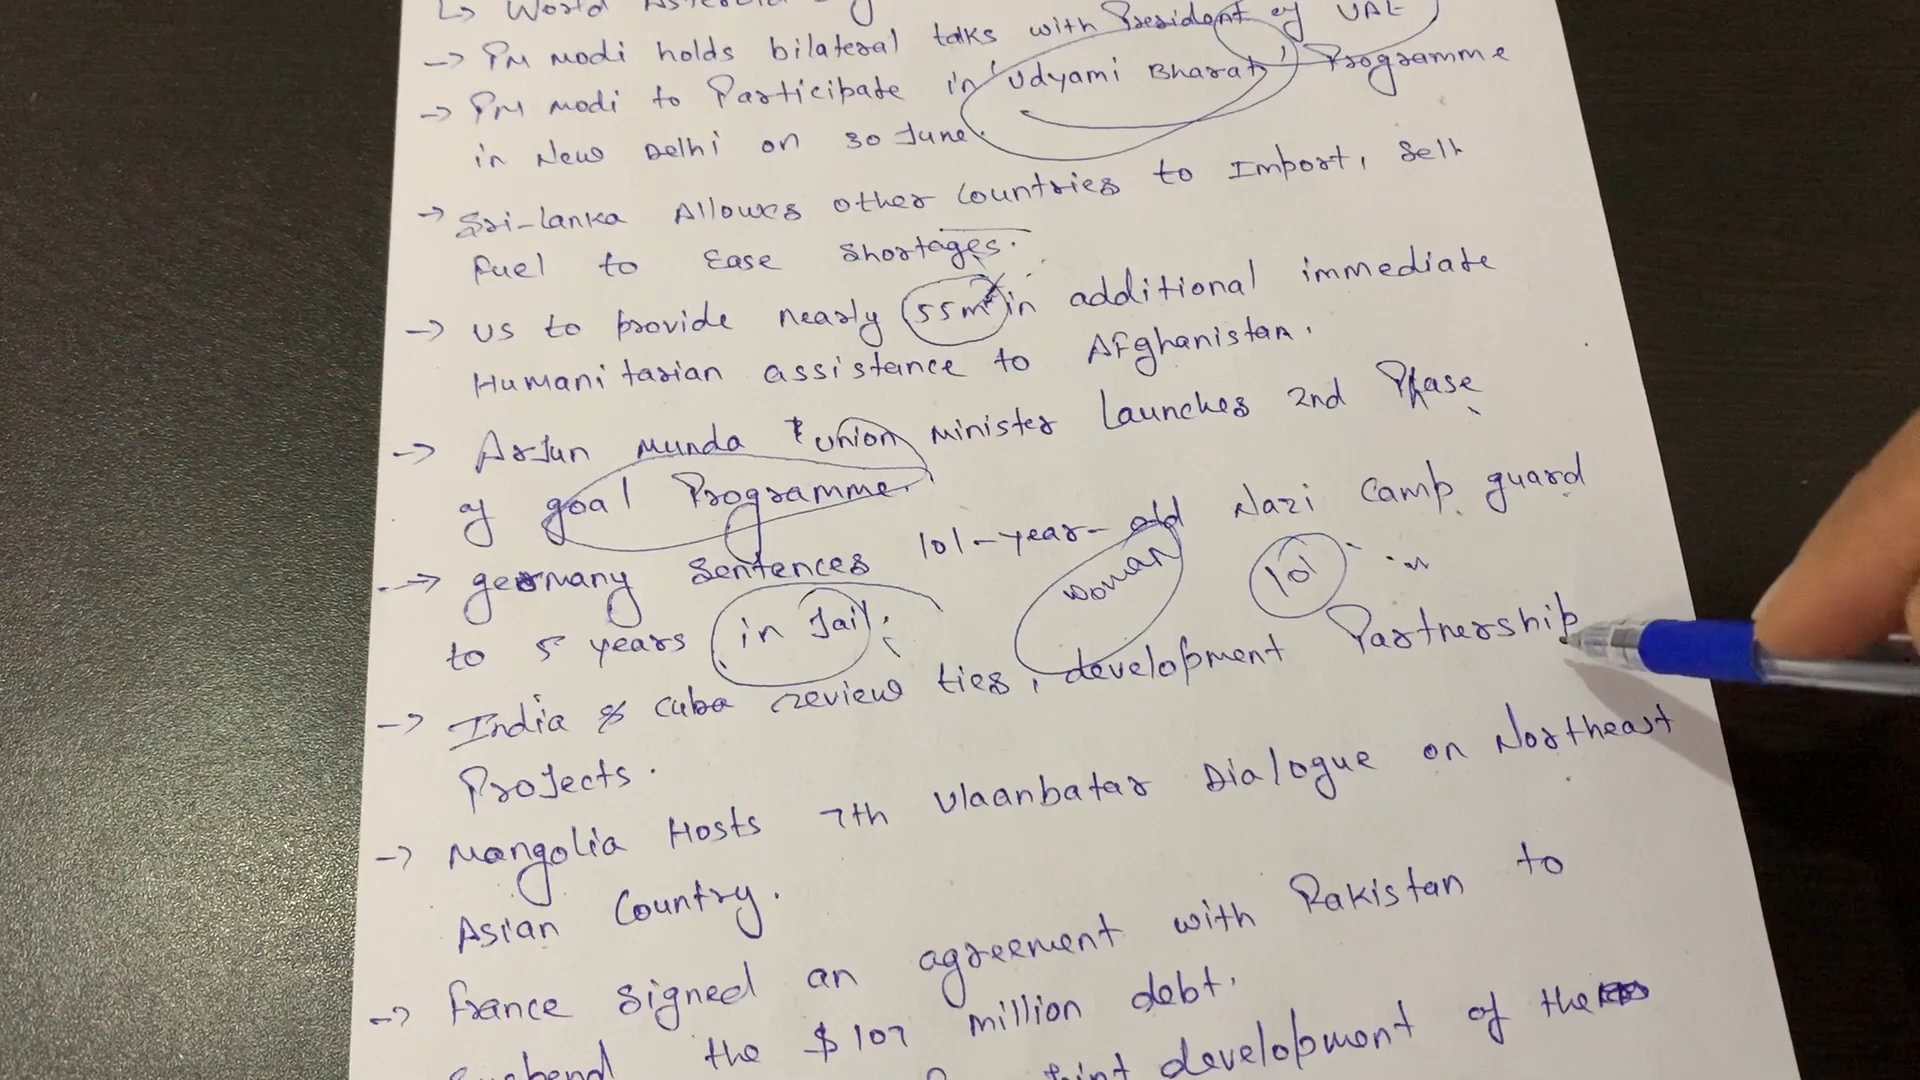 ↳ World Asteroid
→ PM Modi holds bilateral talks with President of UAE
→ PM Modi to Participate in 'Udyami Bharat' Programme
in New Delhi on 30 June.
→ Sri-Lanka Allows other Countries to Import, Sell
fuel to Ease Shortages.
→ US to provide nearly 55m$ in additional immediate
Humanitarian assistance to Afghanistan.
→ Arjun Munda union minister Launches 2nd Phase
of goal Programme.
→ germany Sentences 101-year-old Nazi Camp guard
woman 101
to 5 years in Jail.
→ India & Cuba review ties, development Partnership
Projects.
→ Mangolia Hosts 7th Ulaanbatar Dialogue on Northeast
Asian Country.
→ france signed an agreement with Pakistan to
Suspend the $107 million debt.
joint development of the